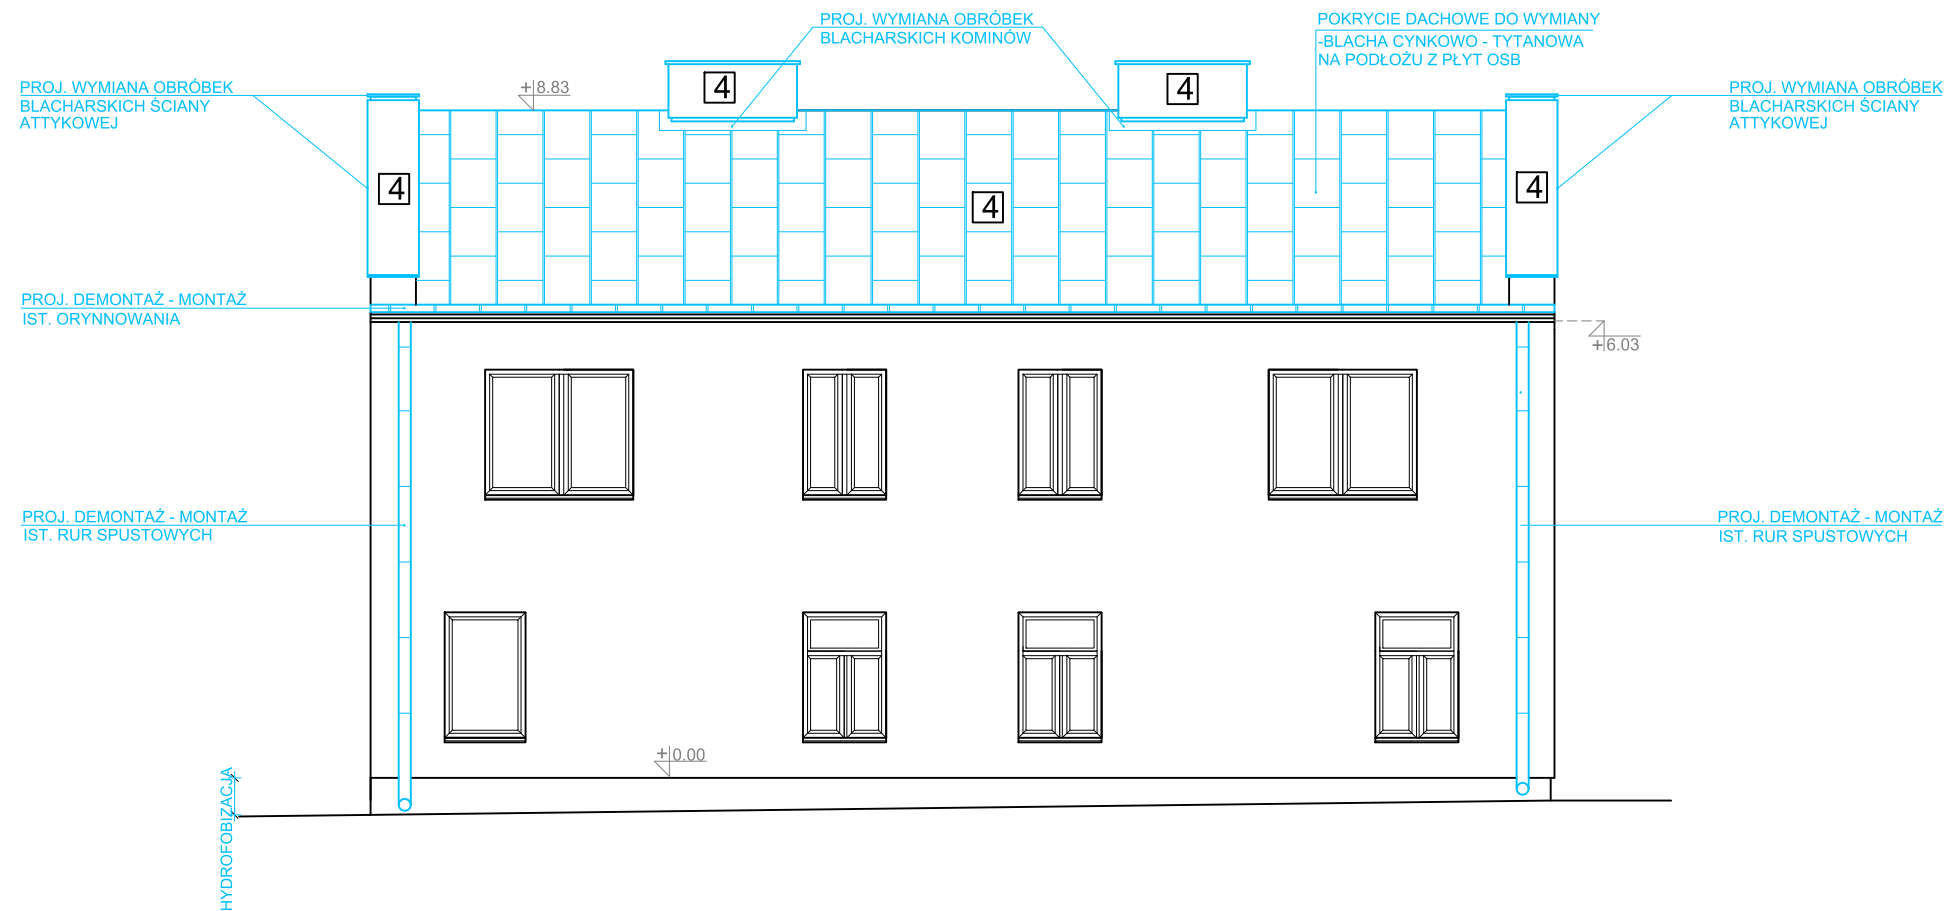 PROJ. WYMIANA OBRÓBEK
BLACHARSKICH KOMINÓW
POKRYCIE DACHOWE DO WYMIANY
-BLACHA CYNKOWO - TYTANOWA
NA PODŁOŻU Z PŁYT OSB
PROJ. WYMIANA OBRÓBEK
BLACHARSKICH ŚCIANY
ATTYKOWEJ
+8.83
4
4
PROJ. WYMIANA OBRÓBEK
BLACHARSKICH ŚCIANY
ATTYKOWEJ
4
4
4
PROJ. DEMONTAŻ - MONTAŻ
IST. ORYNNOWANIA
+6.03
PROJ. DEMONTAŻ - MONTAŻ
IST. RUR SPUSTOWYCH
PROJ. DEMONTAŻ - MONTAŻ
IST. RUR SPUSTOWYCH
+0.00
HYDROFOBIZACJA